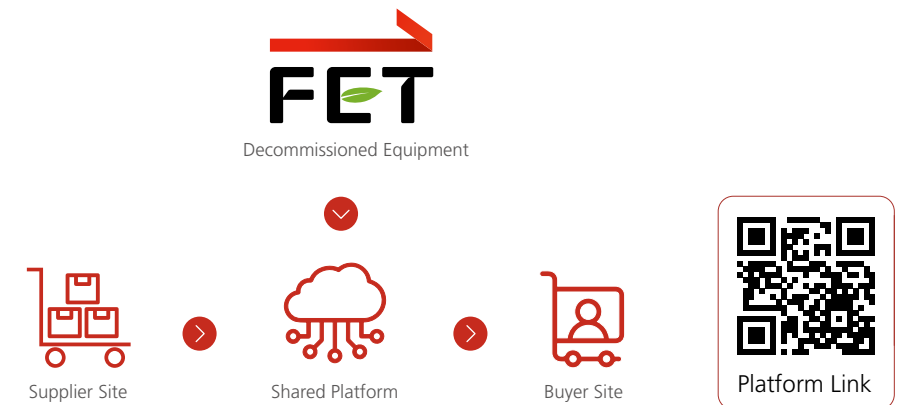 FET
Decommissioned Equipment
Supplier Site
Shared Platform
Buyer Site
Platform Link